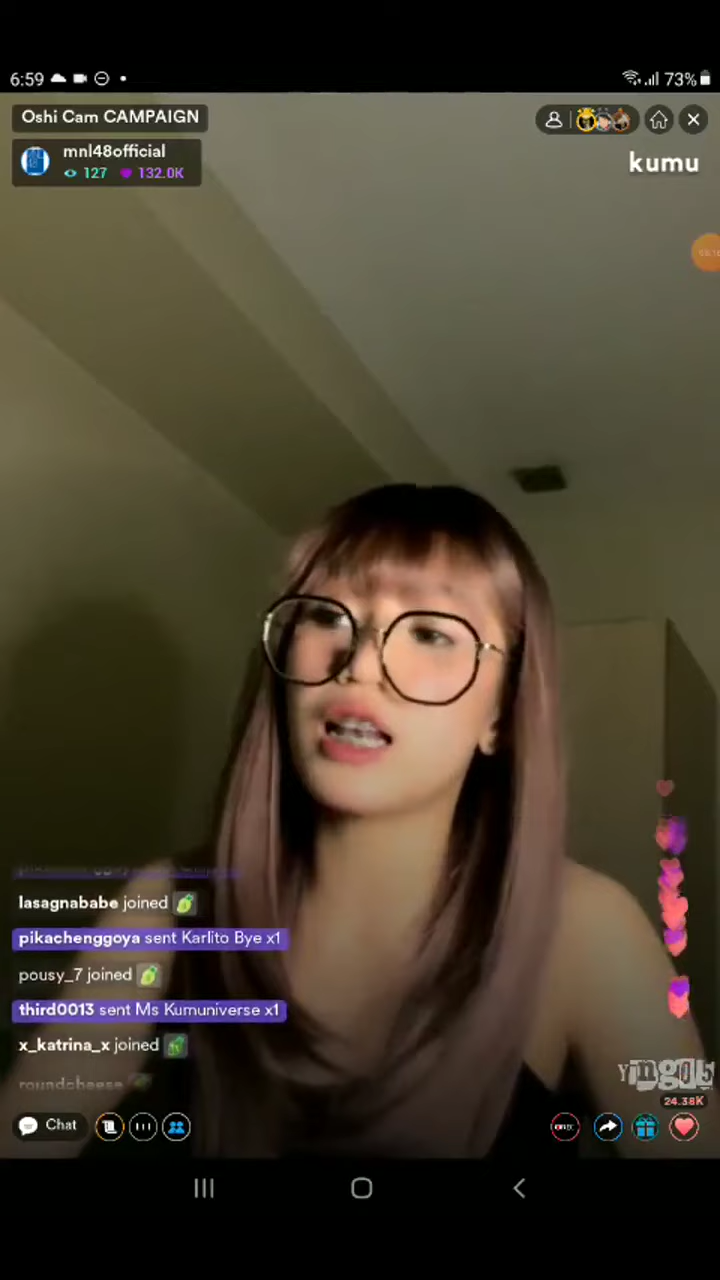 6:59
73%
Oshi Cam CAMPAIGN
mnl48official
127 132.0K
kumu
lasagnababe joined
pikachenggoya sent Karlito Bye x1
pousy_7 joined
third0013 sent Ms Kumuniverse x1
x_katrina_x joined
roundcheese
24.38K
Chat